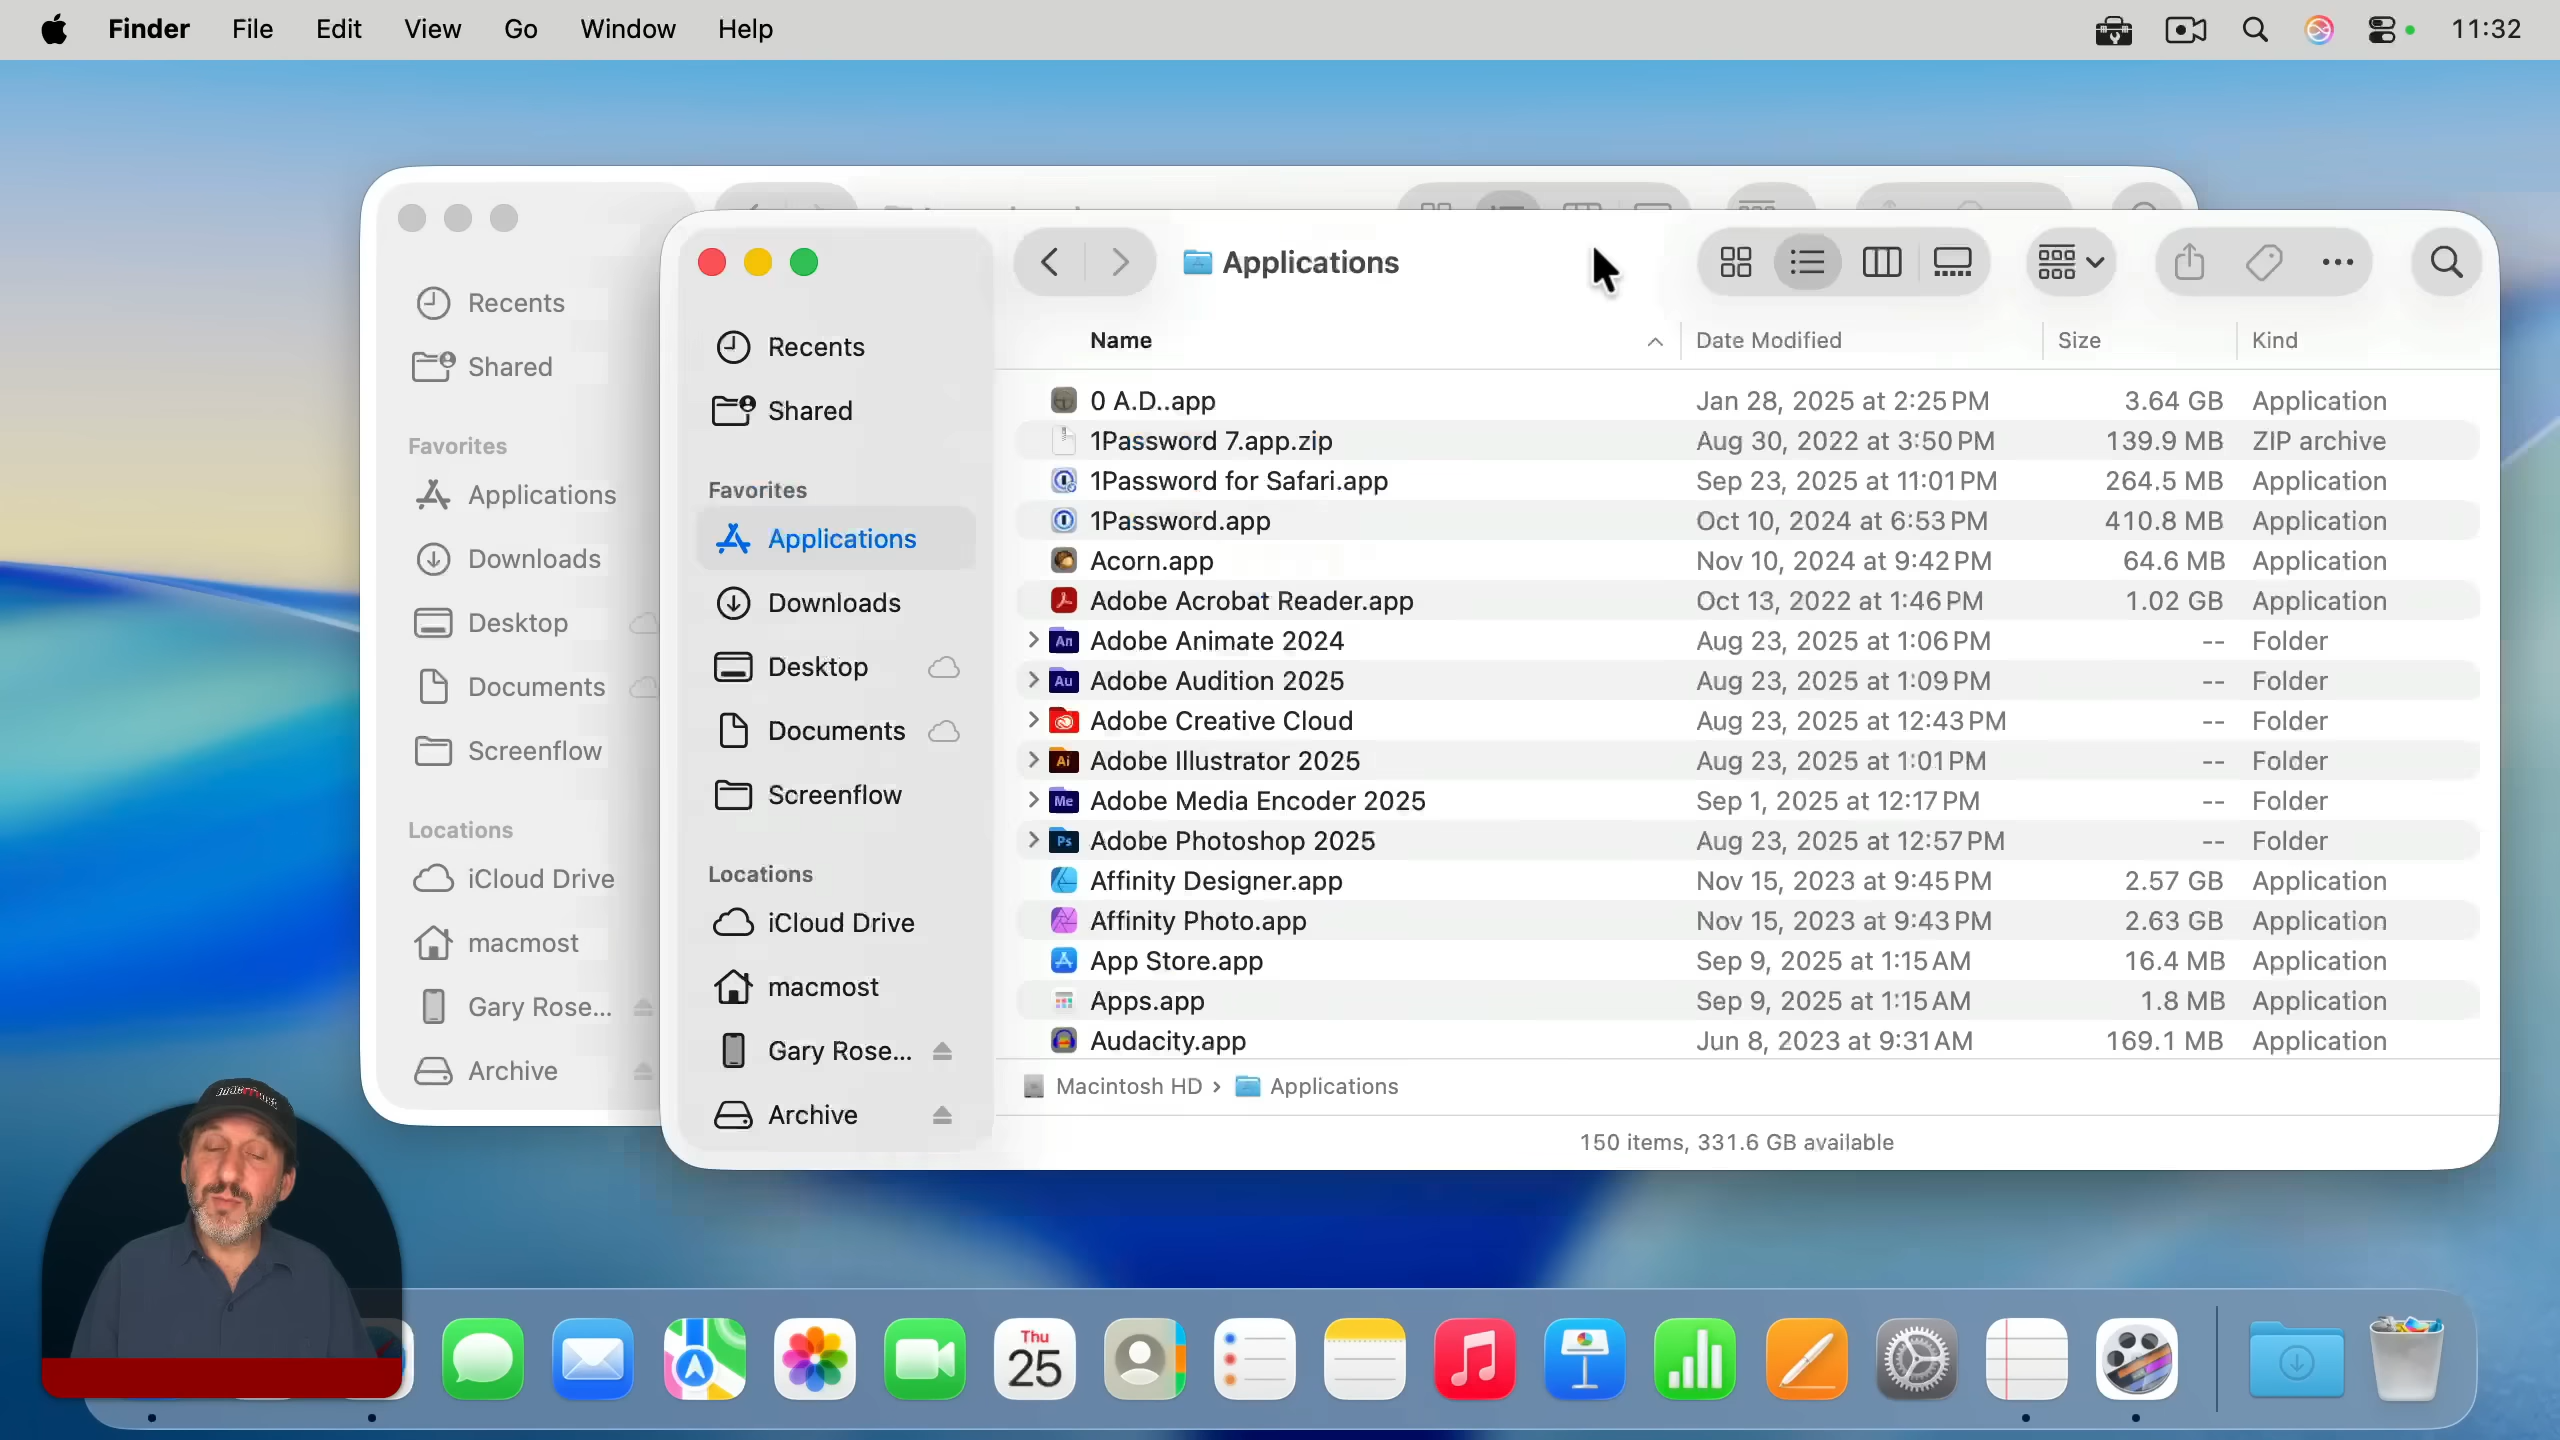 Finder File Edit View Go Window Help 11:32
Recents
Shared
Favorites
Applications
Downloads
Desktop
Documents
Screenflow
Locations
iCloud Drive
macmost
Gary Rose...
Archive
Applications
Recents
Shared
Favorites
Applications
Downloads
Desktop
Documents
Screenflow
Locations
iCloud Drive
macmost
Gary Rose...
Archive
Name Date Modified Size Kind
0 A.D..app Jan 28, 2025 at 2:25 PM 3.64 GB Application
1Password 7.app.zip Aug 30, 2022 at 3:50 PM 139.9 MB ZIP archive
1Password for Safari.app Sep 23, 2025 at 11:01 PM 264.5 MB Application
1Password.app Oct 10, 2024 at 6:53 PM 410.8 MB Application
Acorn.app Nov 10, 2024 at 9:42 PM 64.6 MB Application
Adobe Acrobat Reader.app Oct 13, 2022 at 1:46 PM 1.02 GB Application
An Adobe Animate 2024 Aug 23, 2025 at 1:06 PM -- Folder
Au Adobe Audition 2025 Aug 23, 2025 at 1:09 PM -- Folder
Adobe Creative Cloud Aug 23, 2025 at 12:43 PM -- Folder
Ai Adobe Illustrator 2025 Aug 23, 2025 at 1:01 PM -- Folder
Me Adobe Media Encoder 2025 Sep 1, 2025 at 12:17 PM -- Folder
Ps Adobe Photoshop 2025 Aug 23, 2025 at 12:57 PM -- Folder
Affinity Designer.app Nov 15, 2023 at 9:45 PM 2.57 GB Application
Affinity Photo.app Nov 15, 2023 at 9:43 PM 2.63 GB Application
App Store.app Sep 9, 2025 at 1:15 AM 16.4 MB Application
Apps.app Sep 9, 2025 at 1:15 AM 1.8 MB Application
Audacity.app Jun 8, 2023 at 9:31 AM 169.1 MB Application
Macintosh HD › Applications
150 items, 331.6 GB available
Thu
25